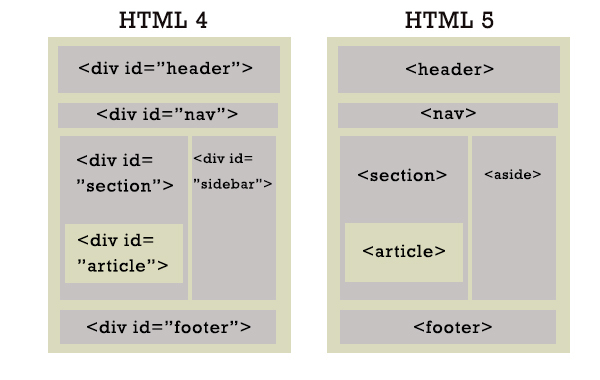 HTML 4
<div id="header">
<div id="nav">
<div id=
"section">
<div id=
"sidebar">
<div id=
"article">
<div id="footer">
HTML 5
<header>
<nav>
<section>
<aside>
<article>
<footer>